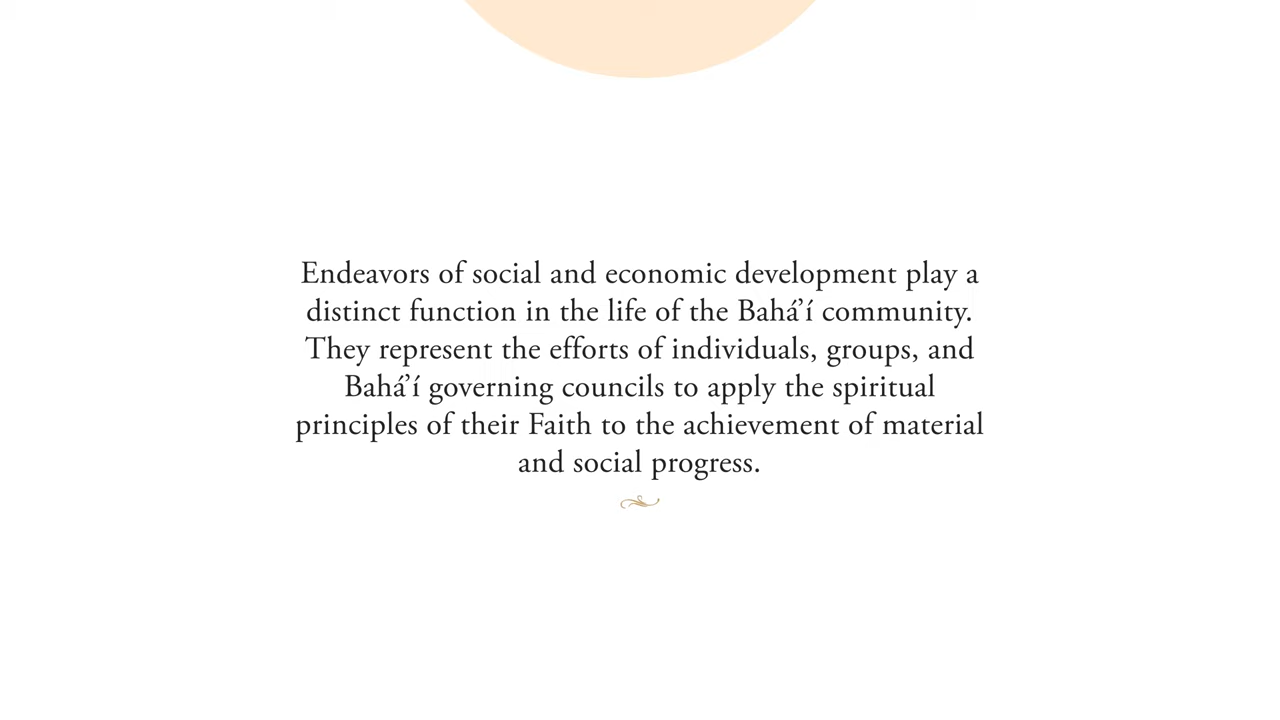 Endeavors of social and economic development play a
distinct function in the life of the Bahá’í community.
They represent the efforts of individuals, groups, and
Bahá’í governing councils to apply the spiritual
principles of their Faith to the achievement of material
and social progress.